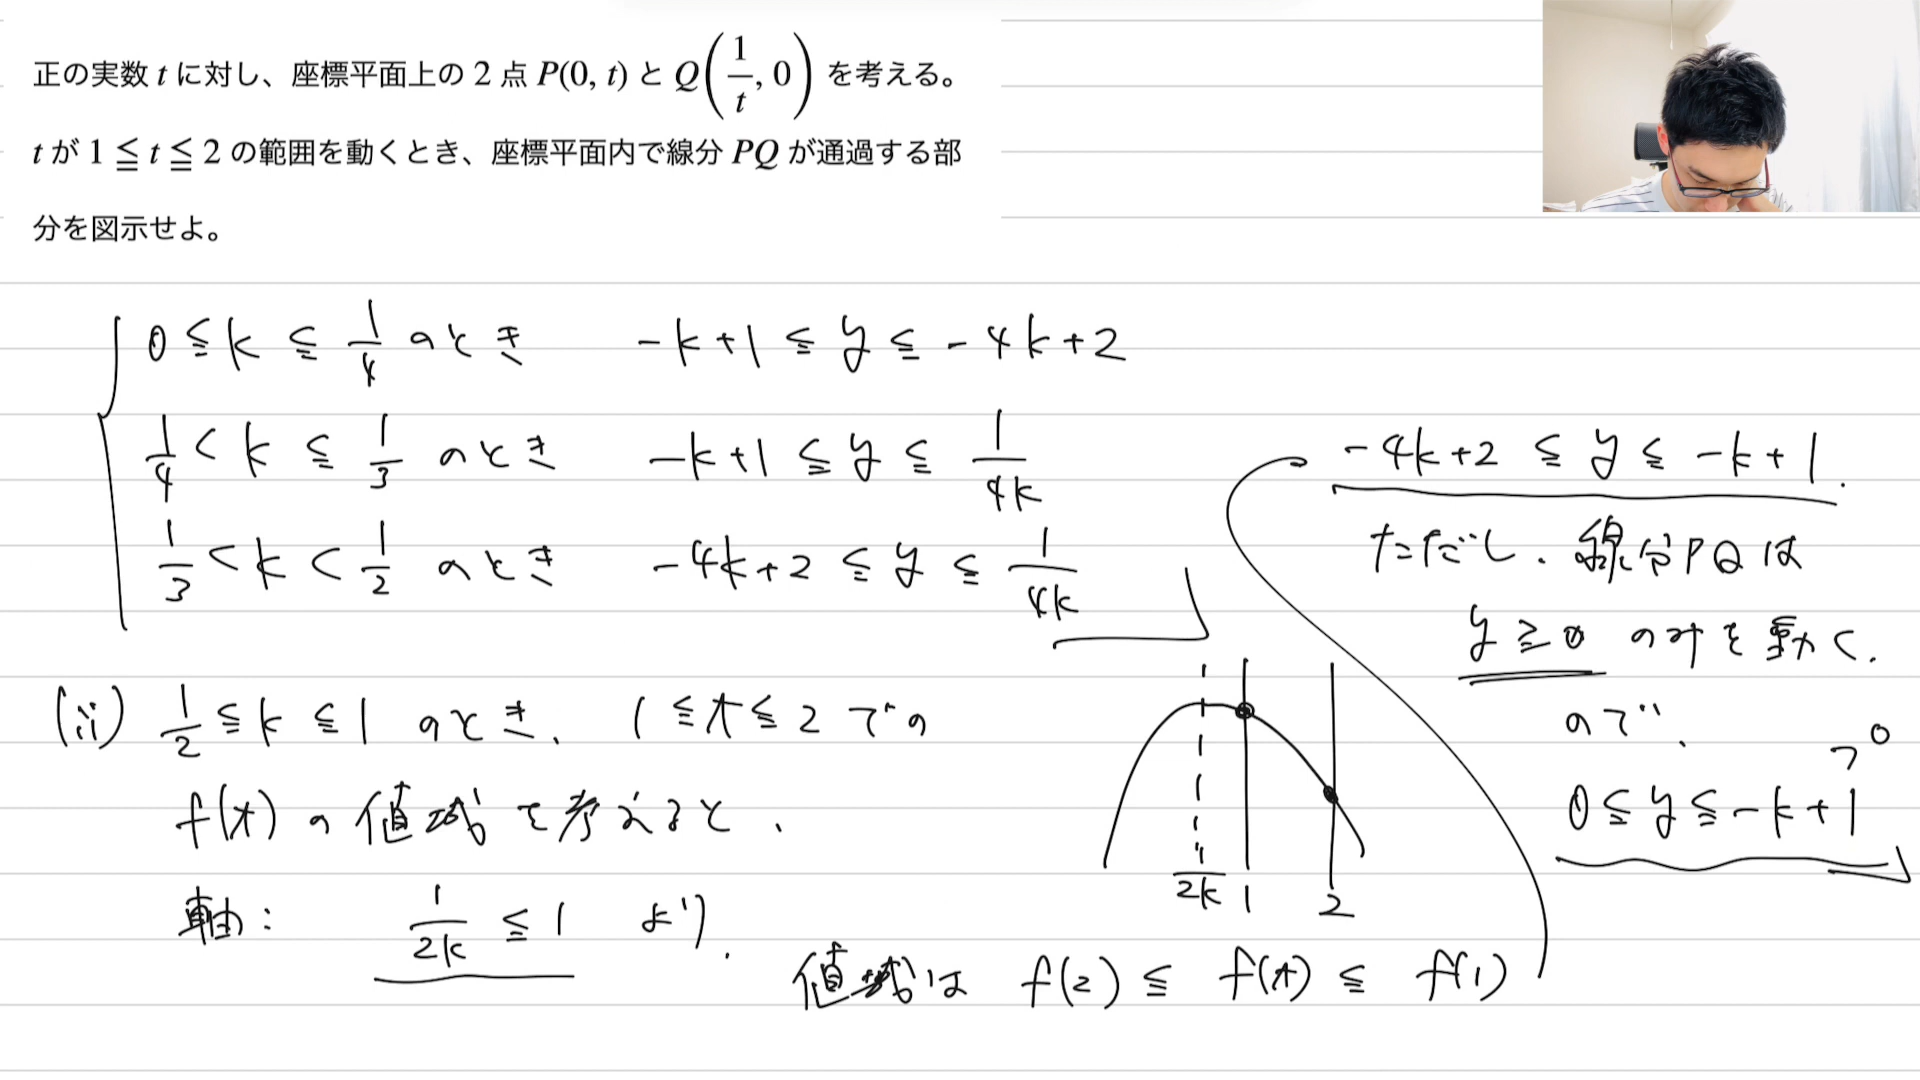 正の実数 t に対し、座標平面上の 2 点 P(0, t) と Q(1/t, 0) を考える。
t が 1 ≦ t ≦ 2 の範囲を動くとき、座標平面内で線分 PQ が通過する部
分を図示せよ。
0 ≦ k ≦ 1/4 のとき -k+1 ≦ y ≦ -4k+2
1/4 < k ≦ 1/3 のとき -k+1 ≦ y ≦ 1/4k
1/3 < k < 1/2 のとき -4k+2 ≦ y ≦ 1/4k
(ii) 1/2 ≦ k ≦ 1 のとき、 1 ≦ t ≦ 2 での
f(t) の値域を考えると、
軸: 1/2k ≦ 1 より、
1/2k 1 2
値域は f(2) ≦ f(t) ≦ f(1)
-4k+2 ≦ y ≦ -k+1.
ただし、線分PQは
y ≧ 0 のみを動く。
ので、
0 ≦ y ≦ -k+1